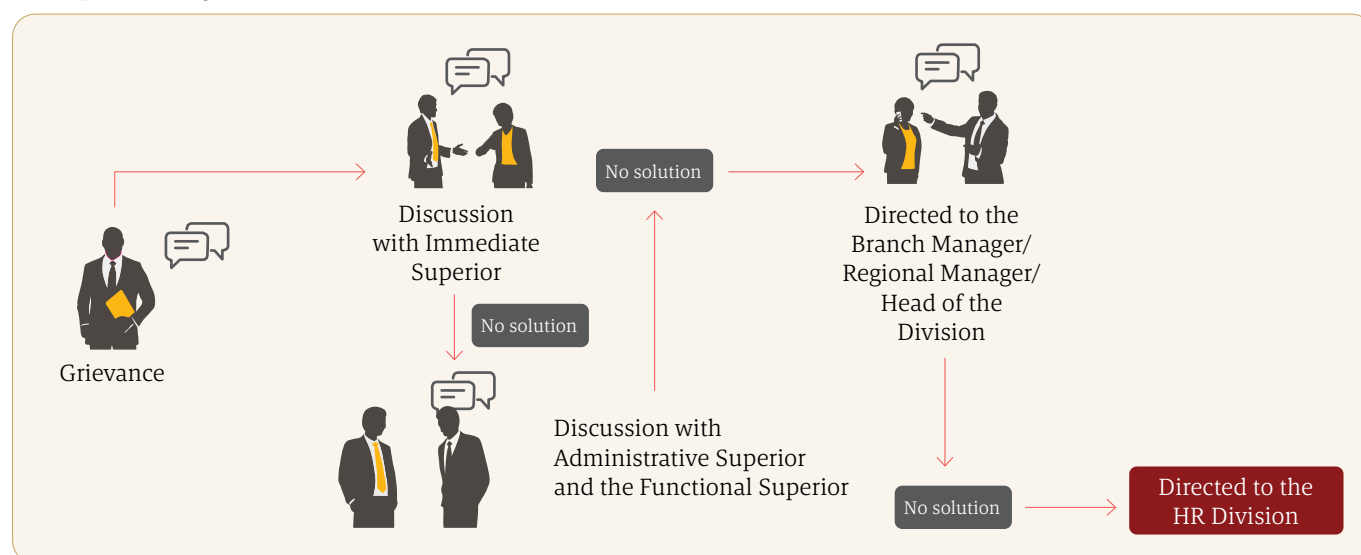 Grievance
Discussion
with Immediate
Superior
No solution
Discussion with
Administrative Superior
and the Functional Superior
No solution
Directed to the
Branch Manager/
Regional Manager/
Head of the
Division
No solution
Directed to the
HR Division